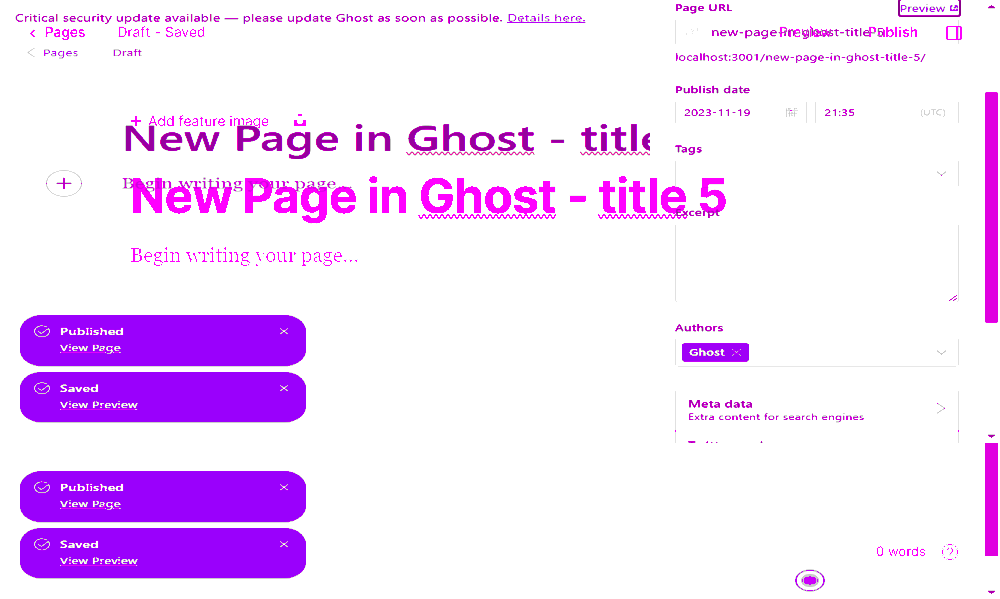 Critical security update available — please update Ghost as soon as possible. Details here.
Page URL
Preview
Pages
Draft - Saved
new-page-in-ghost-title-5
Preview
Publish
Pages
Draft
localhost:3001/new-page-in-ghost-title-5/
Publish date
2023-11-19
21:35
(UTC)
Add feature image
New Page in Ghost - title
Tags
Begin writing your page...
New Page in Ghost - title 5
Excerpt
Begin writing your page...
Published
View Page
Authors
Ghost
Saved
View Preview
Meta data
Extra content for search engines
Published
View Page
Saved
View Preview
0 words